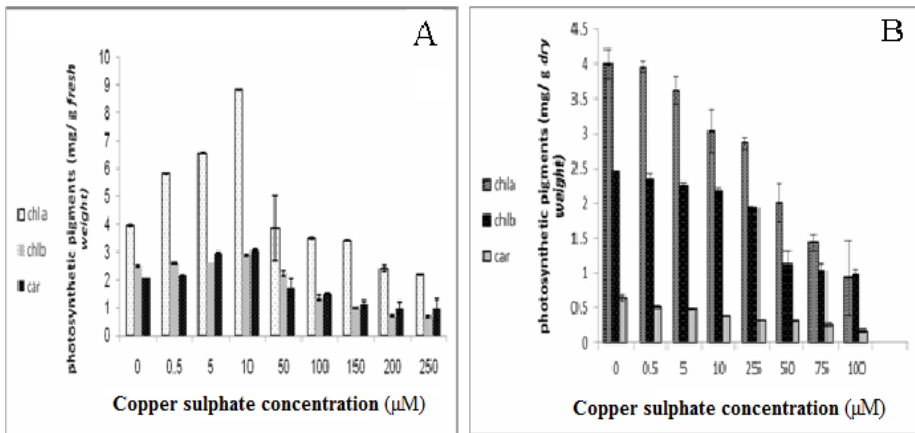 A
photosynthetic pigments (mg/ g fresh
weight)
10
9
8
7
6
5
4
3
2
1
0
chla
chlb
car
0 0.5 5 10 50 100 150 200 250
Copper sulphate concentration (μM)
B
photosynthetic pigments (mg/ g dry
weight)
4.5
4
3.5
3
2.5
2
1.5
1
0.5
0
chla
chlb
car
0 0.5 5 10 25 50 75 100
Copper sulphate concentration (μM)